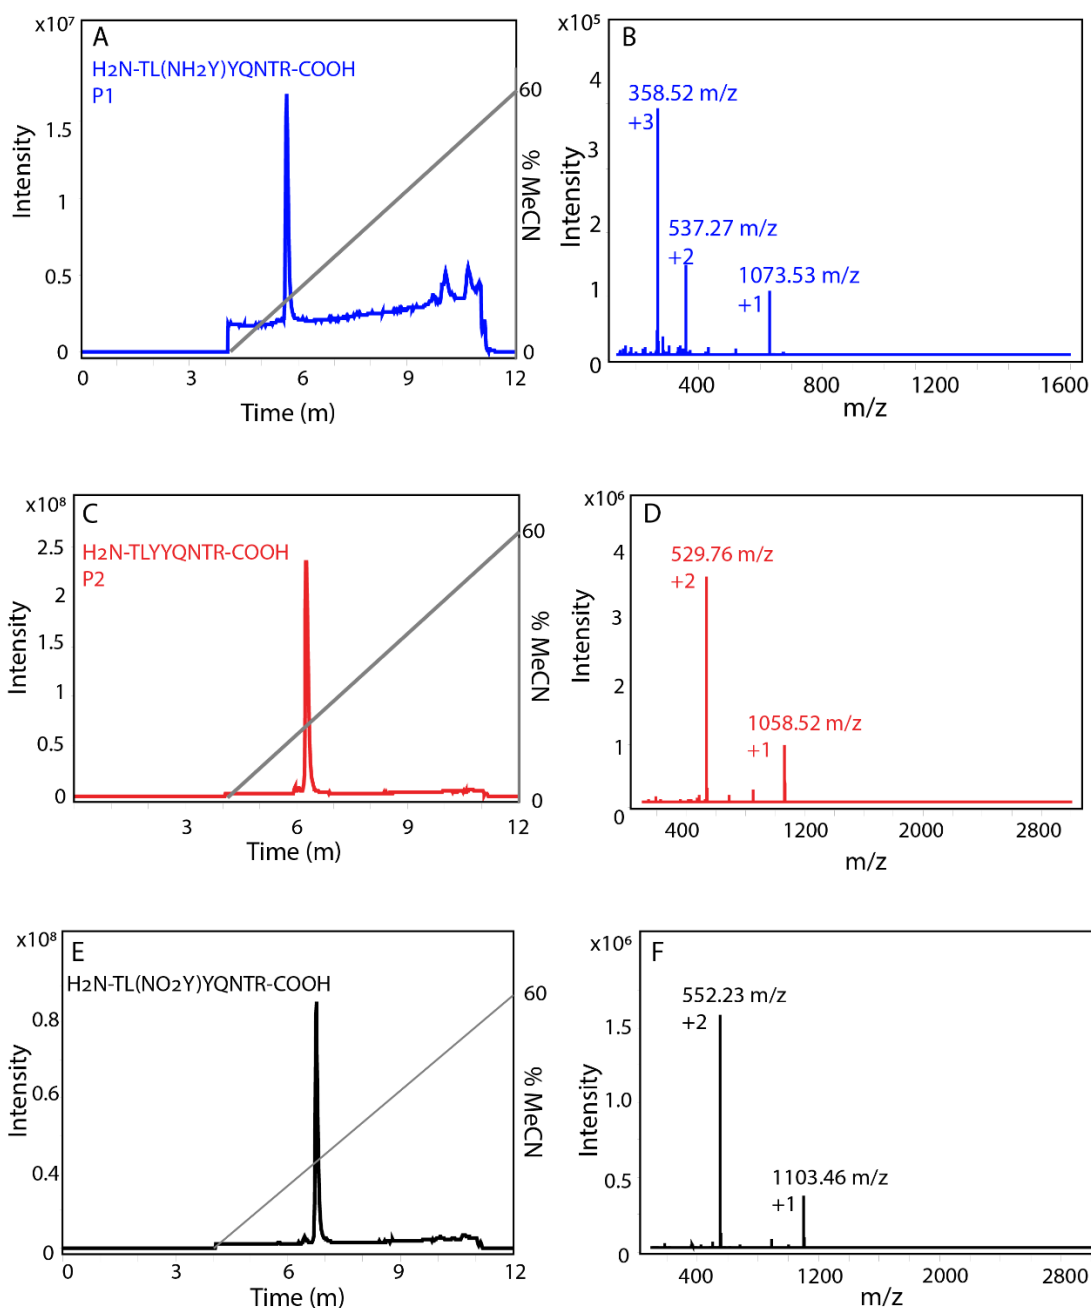 x10⁷
A
H2N-TL(NH2Y)YQNTR-COOH
P1
60
1.5
1
0.5
0
0
Intensity
% MeCN
0 3 6 9 12
Time (m)
x10⁵
B
4
358.52 m/z
+3
3
537.27 m/z
+2
2
1073.53 m/z
+1
1
0
Intensity
400 800 1200 1600
m/z
x10⁸
C
60
2.5
H2N-TLYYQNTR-COOH
P2
2
1.5
1
0.5
0
0
Intensity
% MeCN
3 6 9 12
Time (m)
x10⁶
D
4
529.76 m/z
+2
3
2
1058.52 m/z
+1
1
0
Intensity
400 1200 2000 2800
m/z
x10⁸
E
H2N-TL(NO2Y)YQNTR-COOH
60
0.8
0.6
0.4
0
0
Intensity
% MeCN
0 3 6 9 12
Time (m)
x10⁶
F
552.23 m/z
+2
1.5
1.0
1103.46 m/z
+1
0.5
0
Intensity
400 1200 2000 2800
m/z